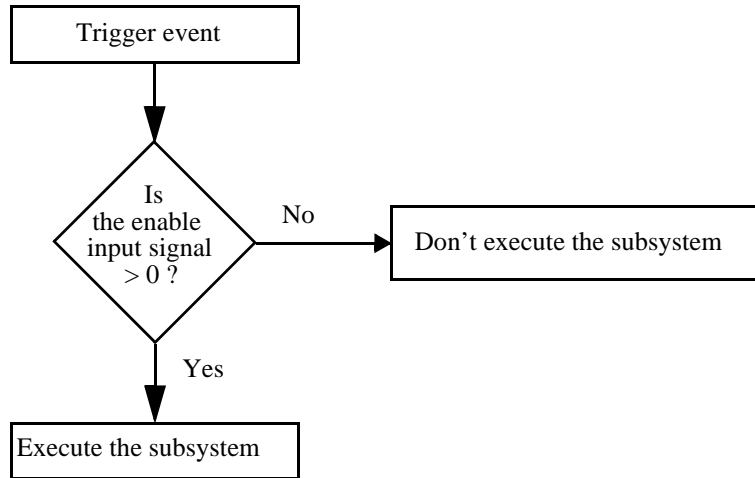 Trigger event
Is
the enable
input signal
> 0 ?
No
Don’t execute the subsystem
Yes
Execute the subsystem